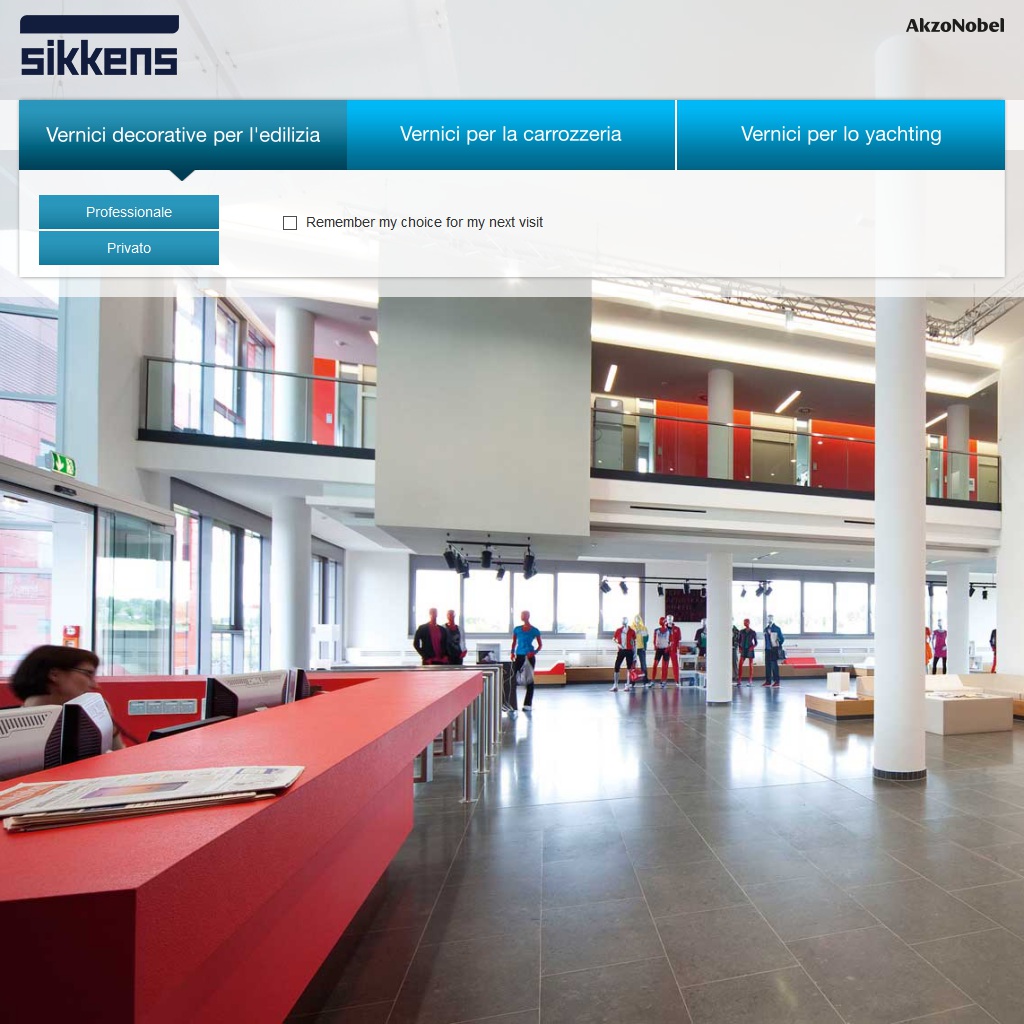 sikkens
AkzoNobel
Vernici decorative per l'edilizia
Vernici per la carrozzeria
Vernici per lo yachting
Professionale
Remember my choice for my next visit
Privato